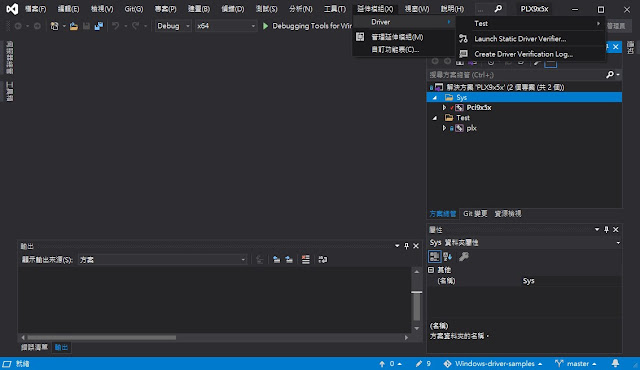 檔案(F) 編輯(E) 檢視(V) Git(G) 專案(P) 建置(B) 偵錯(D) 測試(S) 分析(N) 工具(T) 延伸模組(X) 視窗(W) 說明(H) ... PLX9x5x
Debug x64 Debugging Tools for Win
Driver
管理延伸模組(M)
自訂功能表(C)...
Test
Launch Static Driver Verifier...
Create Driver Verification Log...
伺服器總管 工具箱
搜尋方案總管 (Ctrl+;)
解決方案 'PLX9x5x' (2 個專案 (共 2 個))
Sys
Pci9x5x
Test
plx
方案總管 Git 變更 資源檢視
輸出
顯示輸出來源(S): 方案
屬性
Sys 資料夾屬性
其他
(名稱) Sys
(名稱)
方案資料夾的名稱。
錯誤清單 輸出
就緒 0 9 Windows-driver-samples main